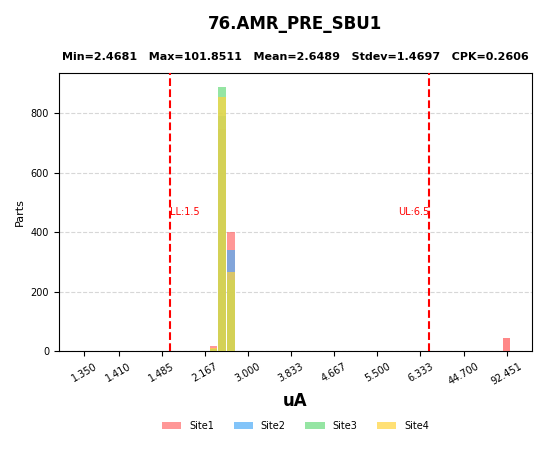 76.AMR_PRE_SBU1
Min=2.4681 Max=101.8511 Mean=2.6489 Stdev=1.4697 CPK=0.2606
Parts
800
600
400
200
0
LL:1.5
UL:6.5
1.350 1.410 1.485 2.167 3.000 3.833 4.667 5.500 6.333 44.700 92.451
uA
Site1 Site2 Site3 Site4